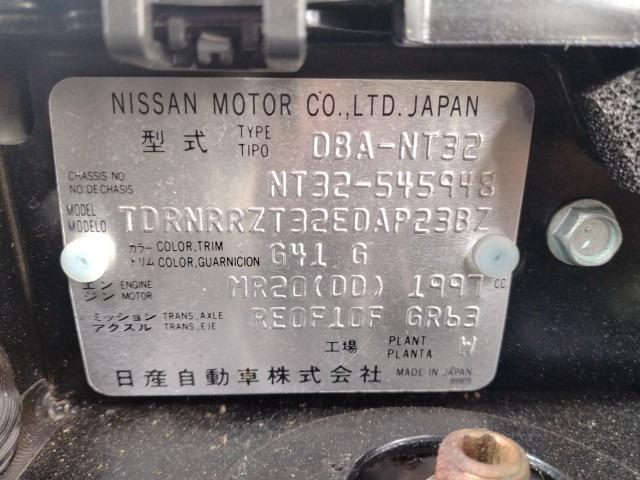 NISSAN MOTOR CO.,LTD. JAPAN
型式 TYPE TIPO DBA-NT32
CHASSIS NO. NO. DE CHASIS NT32-545948
MODEL MODELO TDRNRRZT32EDAP23BZ
カラー COLOR,TRIM G41 G
トリム COLOR,GUARNICION
エンジン ENGINE MOTOR MR20(DD) 1997 CC
ミッション TRANS.,AXLE RE0F10F GR63
アクスル TRANS.,EJE
工場 PLANT PLANTA W
日産自動車株式会社 MADE IN JAPAN